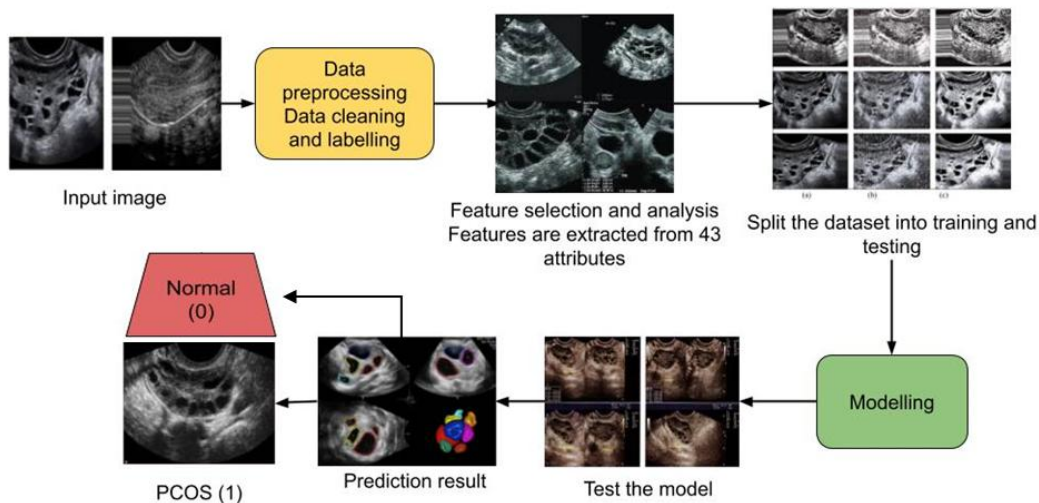 Data
preprocessing
Data cleaning
and labelling
Input image
Feature selection and analysis
Features are extracted from 43
attributes
(a) (b) (c)
Split the dataset into training and
testing
Normal
(0)
Modelling
PCOS (1)
Prediction result
Test the model